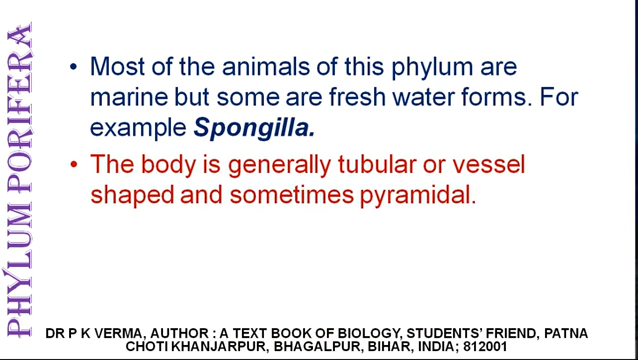 PHYLUM PORIFERA
• Most of the animals of this phylum are
marine but some are fresh water forms. For
example Spongilla.
• The body is generally tubular or vessel
shaped and sometimes pyramidal.
DR P K VERMA, AUTHOR : A TEXT BOOK OF BIOLOGY, STUDENTS' FRIEND, PATNA
CHOTI KHANJARPUR, BHAGALPUR, BIHAR, INDIA; 812001